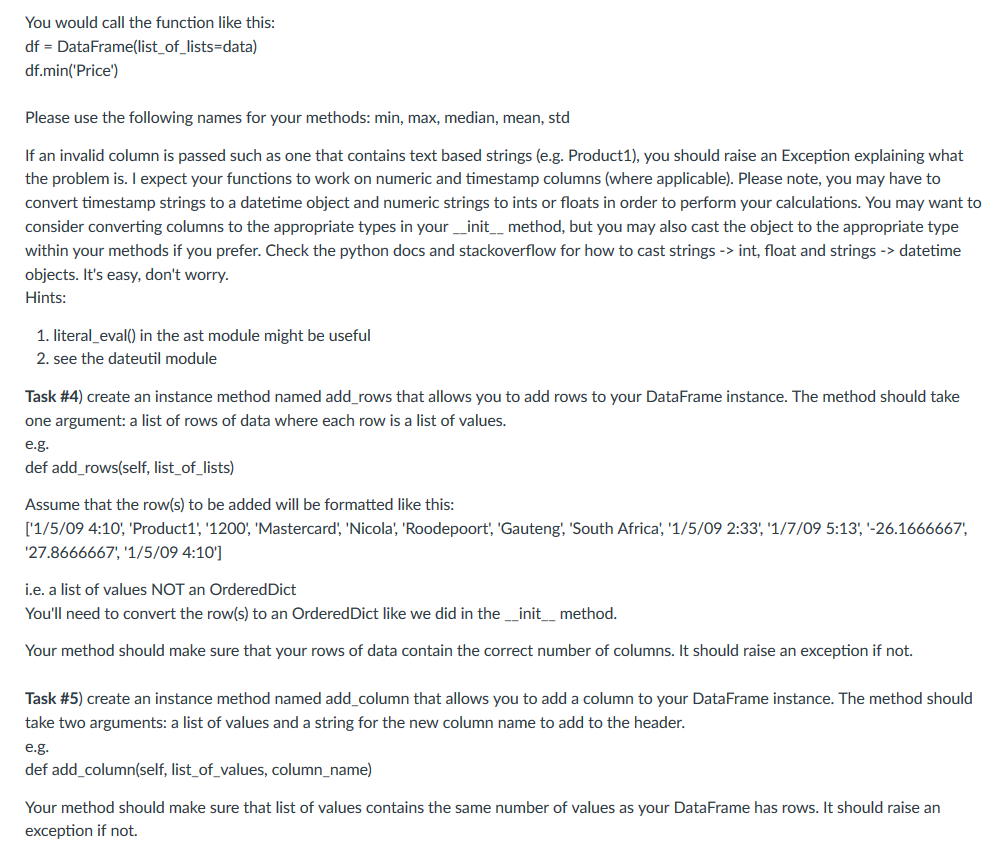 You would call the function like this:
df = DataFrame(list_of_lists=data)
df.min('Price')
Please use the following names for your methods: min, max, median, mean, std
If an invalid column is passed such as one that contains text based strings (e.g. Product1), you should raise an Exception explaining what
the problem is. I expect your functions to work on numeric and timestamp columns (where applicable). Please note, you may have to
convert timestamp strings to a datetime object and numeric strings to ints or floats in order to perform your calculations. You may want to
consider converting columns to the appropriate types in your __init__ method, but you may also cast the object to the appropriate type
within your methods if you prefer. Check the python docs and stackoverflow for how to cast strings -> int, float and strings -> datetime
objects. It's easy, don't worry.
Hints:
1. literal_eval() in the ast module might be useful
2. see the dateutil module
Task #4) create an instance method named add_rows that allows you to add rows to your DataFrame instance. The method should take
one argument: a list of rows of data where each row is a list of values.
e.g.
def add_rows(self, list_of_lists)
Assume that the row(s) to be added will be formatted like this:
['1/5/09 4:10', 'Product1', '1200', 'Mastercard', 'Nicola', 'Roodepoort', 'Gauteng', 'South Africa', '1/5/09 2:33', '1/7/09 5:13', '-26.1666667',
'27.8666667', '1/5/09 4:10']
i.e. a list of values NOT an OrderedDict
You'll need to convert the row(s) to an OrderedDict like we did in the __init__ method.
Your method should make sure that your rows of data contain the correct number of columns. It should raise an exception if not.
Task #5) create an instance method named add_column that allows you to add a column to your DataFrame instance. The method should
take two arguments: a list of values and a string for the new column name to add to the header.
e.g.
def add_column(self, list_of_values, column_name)
Your method should make sure that list of values contains the same number of values as your DataFrame has rows. It should raise an
exception if not.